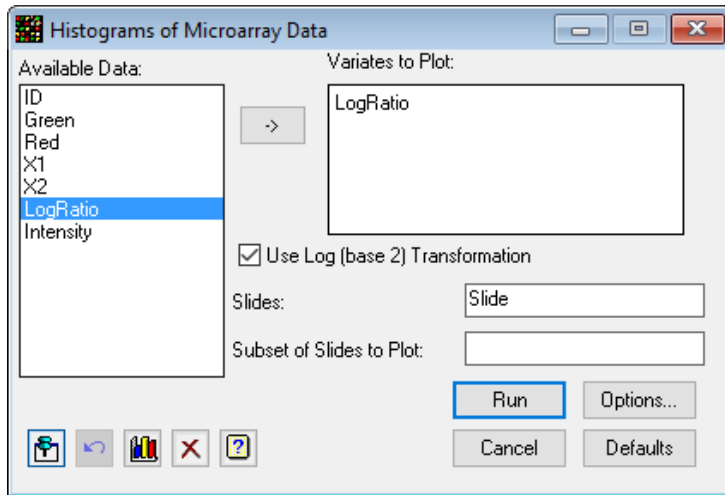 Histograms of Microarray Data
Available Data:
ID
Green
Red
X1
X2
LogRatio
Intensity
->
Variates to Plot:
LogRatio
Use Log (base 2) Transformation
Slides:
Slide
Subset of Slides to Plot:
Run
Options...
Cancel
Defaults
?